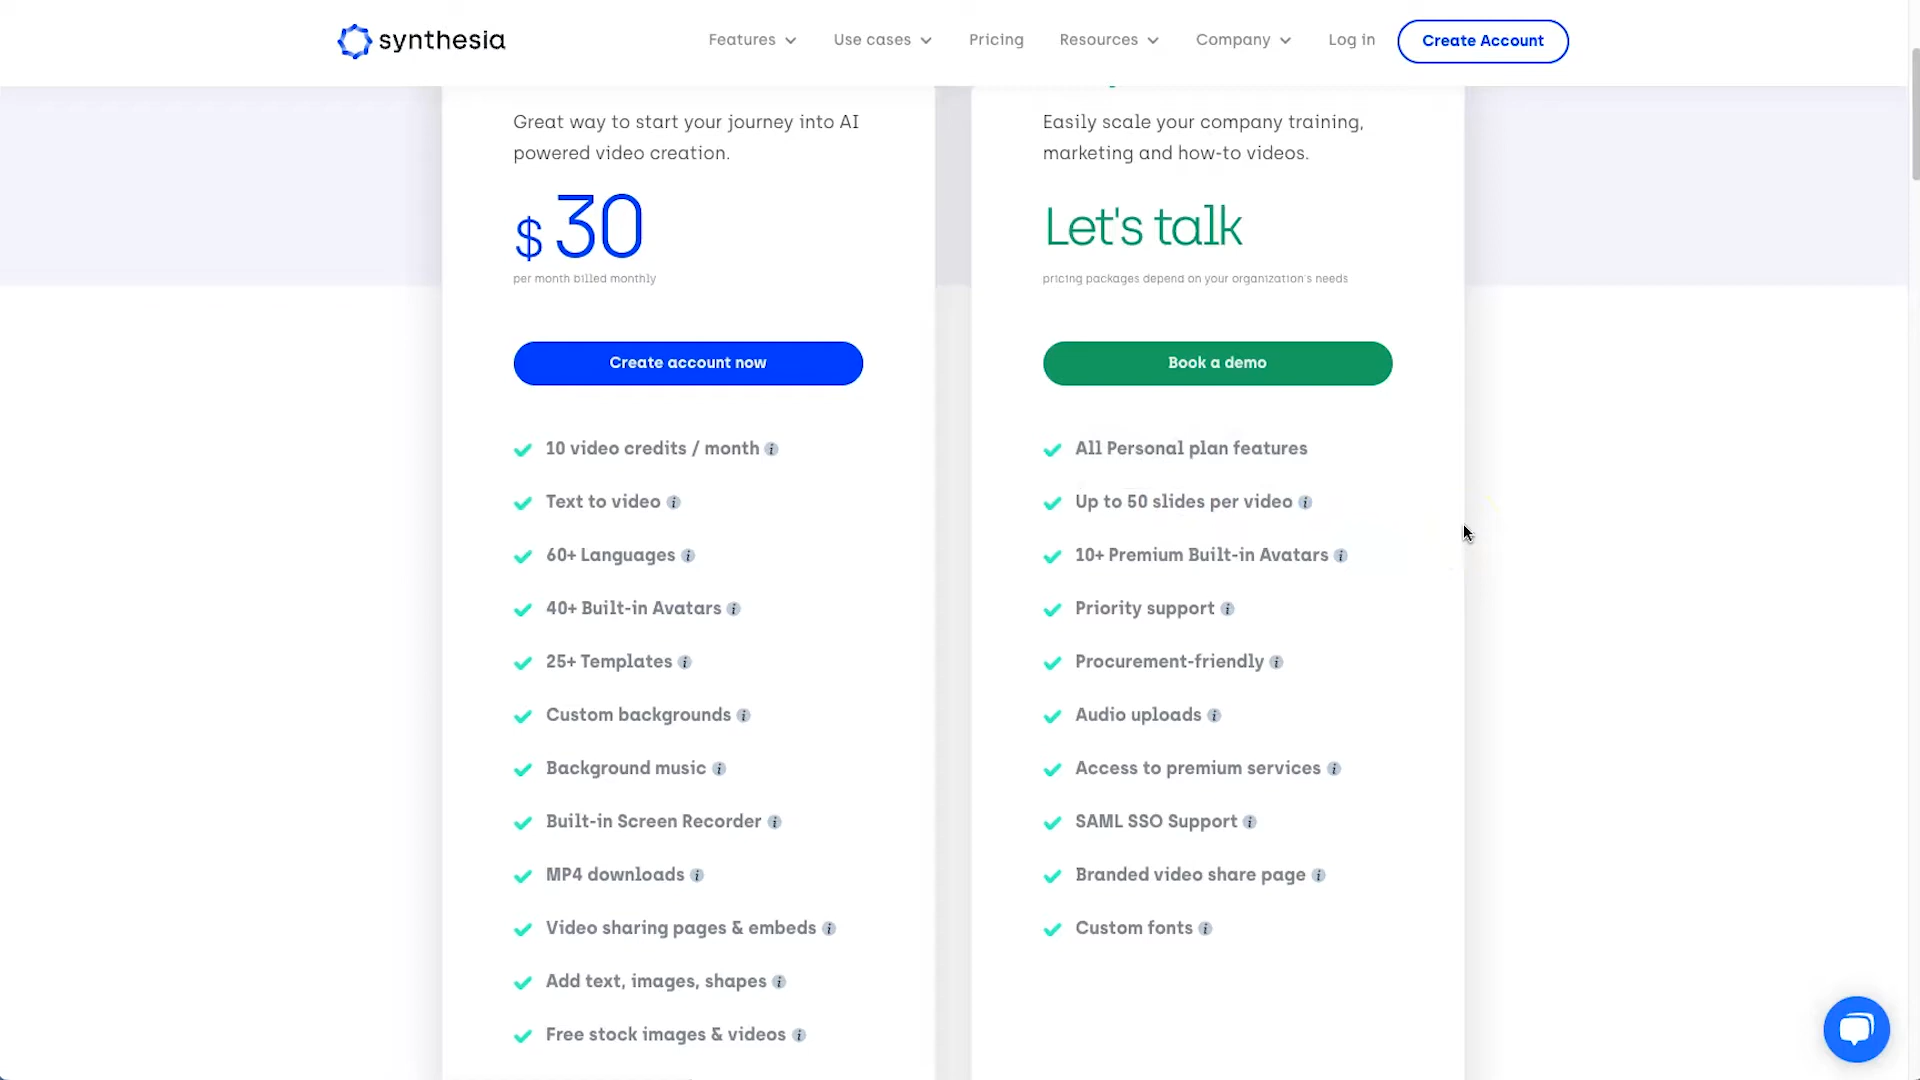 synthesia
Features
Use cases
Pricing
Resources
Company
Log in
Create Account
Great way to start your journey into AI
powered video creation.
$ 30
per month billed monthly
Create account now
10 video credits / month
Text to video
60+ Languages
40+ Built-in Avatars
25+ Templates
Custom backgrounds
Background music
Built-in Screen Recorder
MP4 downloads
Video sharing pages & embeds
Add text, images, shapes
Free stock images & videos
Easily scale your company training,
marketing and how-to videos.
Let's talk
pricing packages depend on your organization's needs
Book a demo
All Personal plan features
Up to 50 slides per video
10+ Premium Built-in Avatars
Priority support
Procurement-friendly
Audio uploads
Access to premium services
SAML SSO Support
Branded video share page
Custom fonts